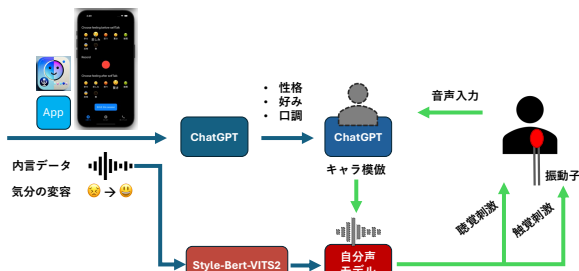 App
ChatGPT
• 性格
• 好み
• 口調
ChatGPT
キャラ模倣
音声入力
振動子
内言データ
気分の変容
聴覚刺激
触覚刺激
Style-Bert-VITS2
自分声
モデル